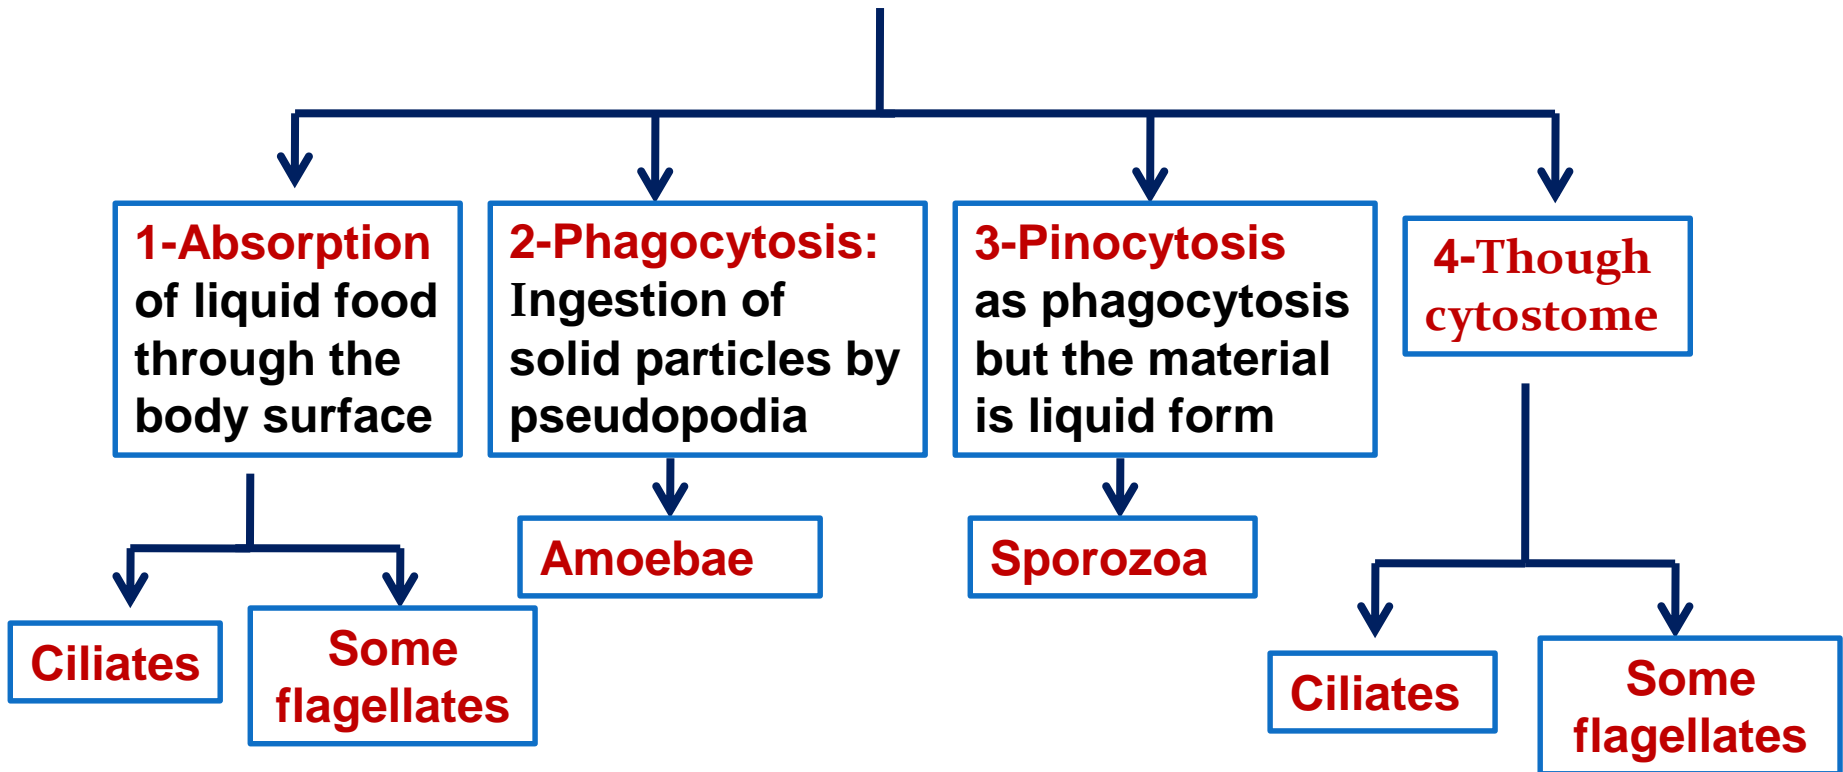 1-Absorption
of liquid food
through the
body surface
2-Phagocytosis:
Ingestion of
solid particles by
pseudopodia
3-Pinocytosis
as phagocytosis
but the material
is liquid form
4-Though
cytostome
Ciliates
Some
flagellates
Amoebae
Sporozoa
Ciliates
Some
flagellates